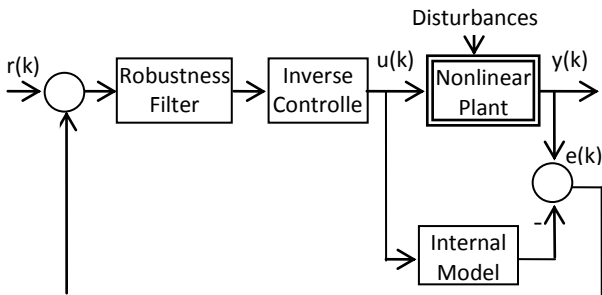 Disturbances
r(k)
Robustness
Filter
Inverse
Controlle
u(k)
Nonlinear
Plant
y(k)
e(k)
-
Internal
Model